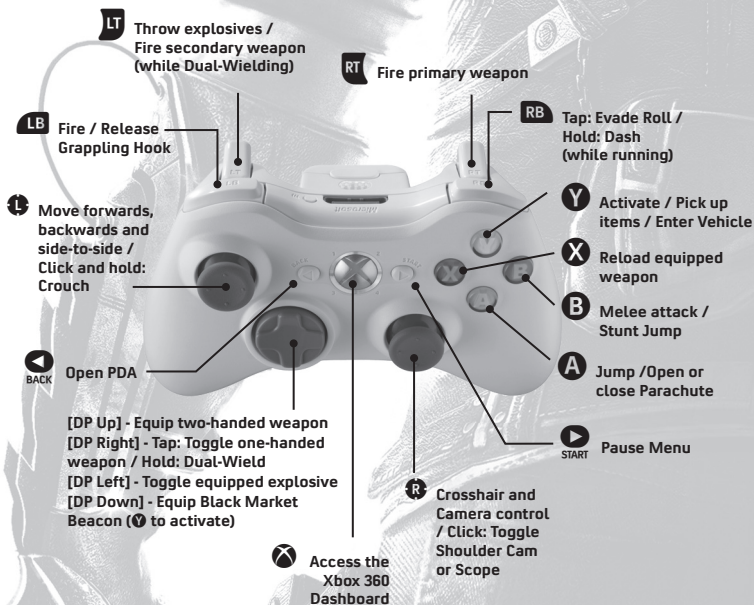 LT
Throw explosives /
Fire secondary weapon
(while Dual-Wielding)
RT
Fire primary weapon
LB
Fire / Release
Grappling Hook
RB
Tap: Evade Roll /
Hold: Dash
(while running)
L
Move forwards,
backwards and
side-to-side /
Click and hold:
Crouch
Y
Activate / Pick up
items / Enter Vehicle
X
Reload equipped
weapon
B
Melee attack /
Stunt Jump
A
Jump /Open or
close Parachute
BACK
Open PDA
START
Pause Menu
[DP Up] - Equip two-handed weapon
[DP Right] - Tap: Toggle one-handed
weapon / Hold: Dual-Wield
[DP Left] - Toggle equipped explosive
[DP Down] - Equip Black Market
Beacon (Y to activate)
R
Crosshair and
Camera control
/ Click: Toggle
Shoulder Cam
or Scope
Access the
Xbox 360
Dashboard
LT
RT
Microsoft
Y
X
B
A